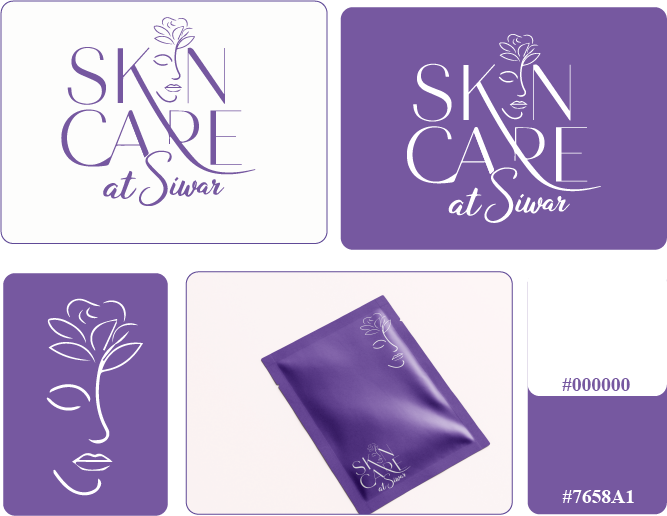 SKIN
CARE
at Siwar
SKIN
CARE
at Siwar
SKIN
CARE
at Siwar
#000000
#7658A1